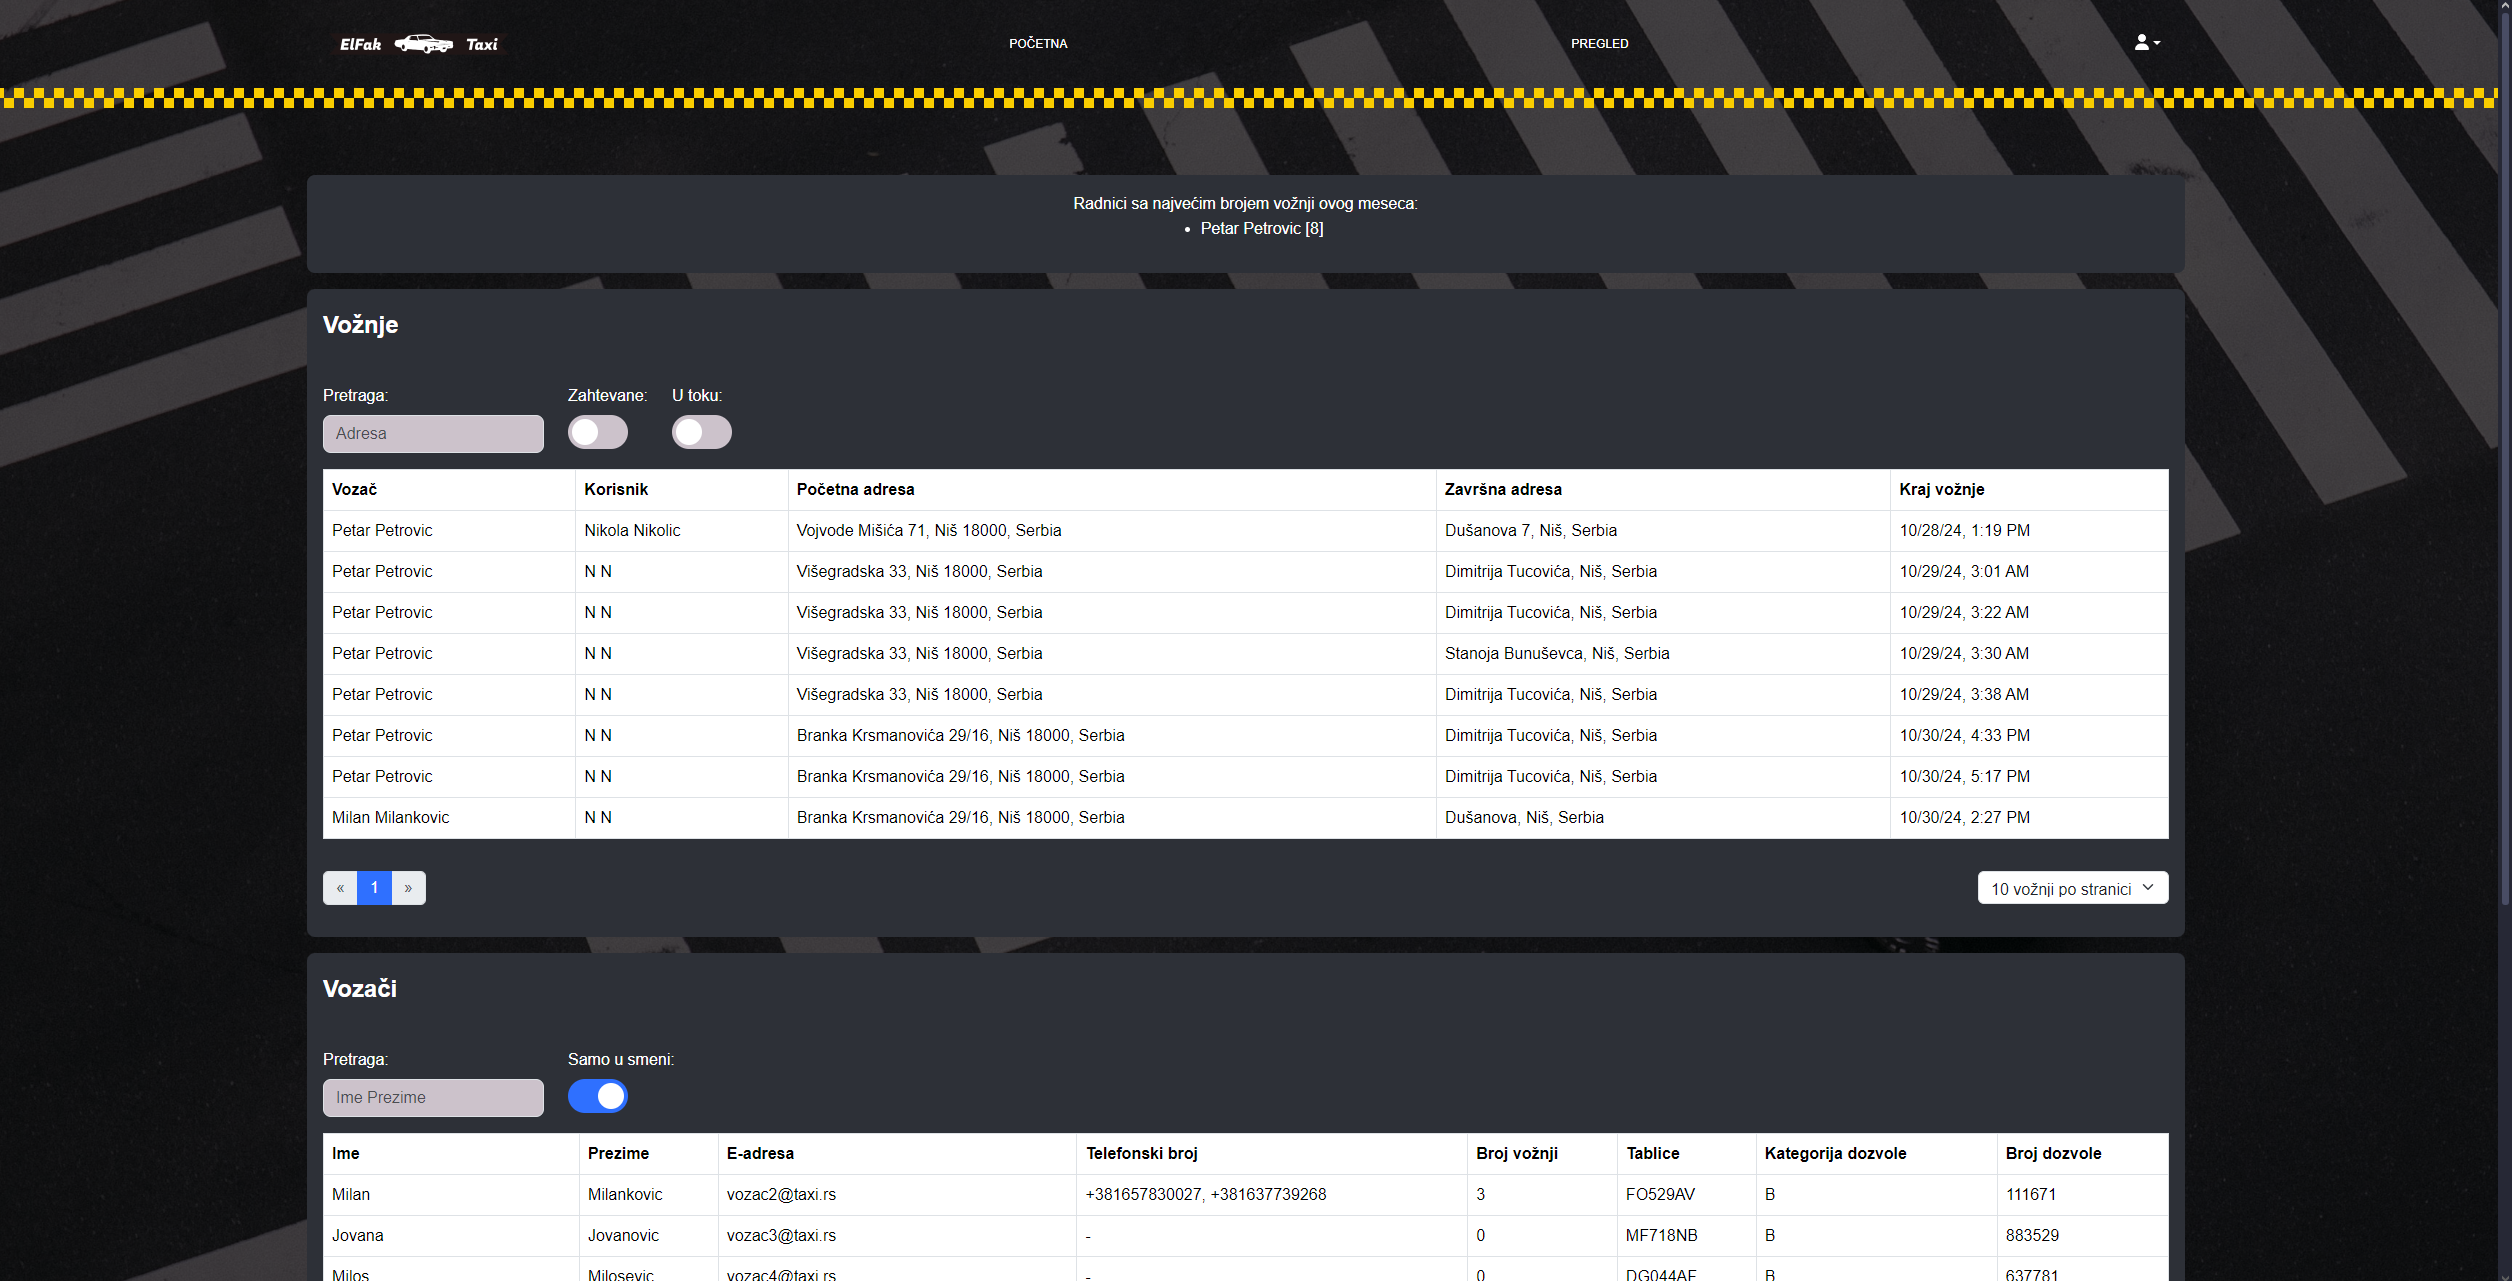 ElFak Taxi
POČETNA
PREGLED
Radnici sa najvećim brojem vožnji ovog meseca:
• Petar Petrovic [8]
Vožnje
Pretraga: Zahtevane: U toku:
Adresa
Vozač Korisnik Početna adresa Završna adresa Kraj vožnje
Petar Petrovic Nikola Nikolic Vojvode Mišića 71, Niš 18000, Serbia Dušanova 7, Niš, Serbia 10/28/24, 1:19 PM
Petar Petrovic N N Višegradska 33, Niš 18000, Serbia Dimitrija Tucovića, Niš, Serbia 10/29/24, 3:01 AM
Petar Petrovic N N Višegradska 33, Niš 18000, Serbia Dimitrija Tucovića, Niš, Serbia 10/29/24, 3:22 AM
Petar Petrovic N N Višegradska 33, Niš 18000, Serbia Stanoja Bunuševca, Niš, Serbia 10/29/24, 3:30 AM
Petar Petrovic N N Višegradska 33, Niš 18000, Serbia Dimitrija Tucovića, Niš, Serbia 10/29/24, 3:38 AM
Petar Petrovic N N Branka Krsmanovića 29/16, Niš 18000, Serbia Dimitrija Tucovića, Niš, Serbia 10/30/24, 4:33 PM
Petar Petrovic N N Branka Krsmanovića 29/16, Niš 18000, Serbia Dimitrija Tucovića, Niš, Serbia 10/30/24, 5:17 PM
Milan Milankovic N N Branka Krsmanovića 29/16, Niš 18000, Serbia Dušanova, Niš, Serbia 10/30/24, 2:27 PM
« 1 » 10 vožnji po stranici
Vozači
Pretraga: Samo u smeni:
Ime Prezime
Ime Prezime E-adresa Telefonski broj Broj vožnji Tablice Kategorija dozvole Broj dozvole
Milan Milankovic vozac2@taxi.rs +381657830027, +381637739268 3 FO529AV B 111671
Jovana Jovanovic vozac3@taxi.rs - 0 MF718NB B 883529
Milos Milosevic vozac4@taxi.rs - 0 DG044AF B 637781